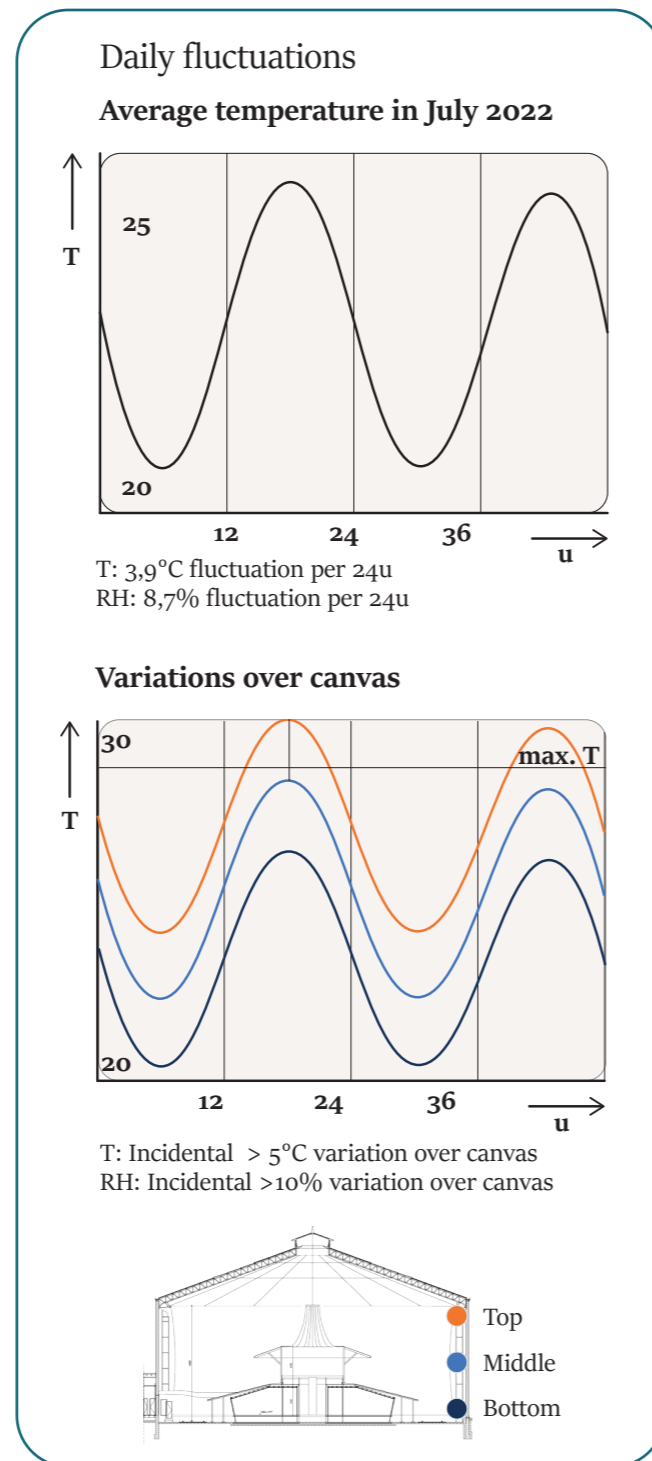 Daily fluctuations
Average temperature in July 2022
25
T
20
12 24 36
u
T: 3,9°C fluctuation per 24u
RH: 8,7% fluctuation per 24u
Variations over canvas
30
max. T
T
20
12 24 36
u
T: Incidental > 5°C variation over canvas
RH: Incidental >10% variation over canvas
Top
Middle
Bottom